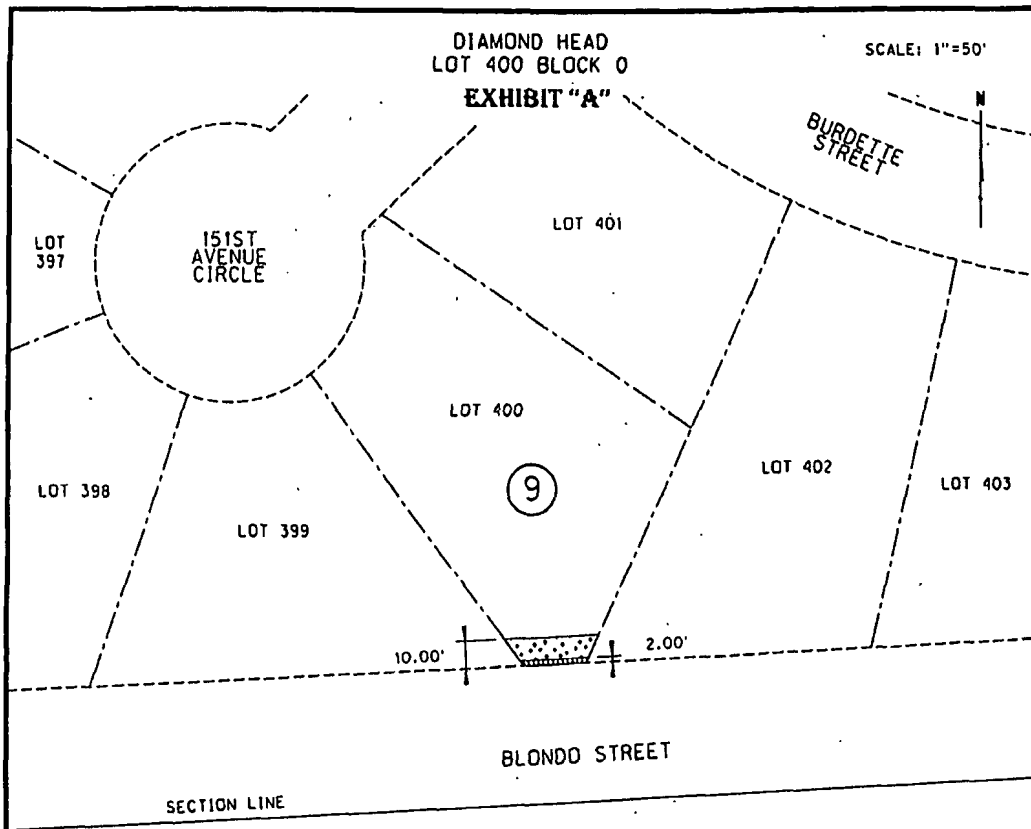 DIAMOND HEAD
LOT 400 BLOCK 0
EXHIBIT "A"
SCALE: 1"=50'
N
BURDETTE
STREET
LOT
397
151ST
AVENUE
CIRCLE
LOT 401
LOT 400
9
LOT 402
LOT 403
LOT 398
LOT 399
10.00'
2.00'
BLONDO STREET
SECTION LINE